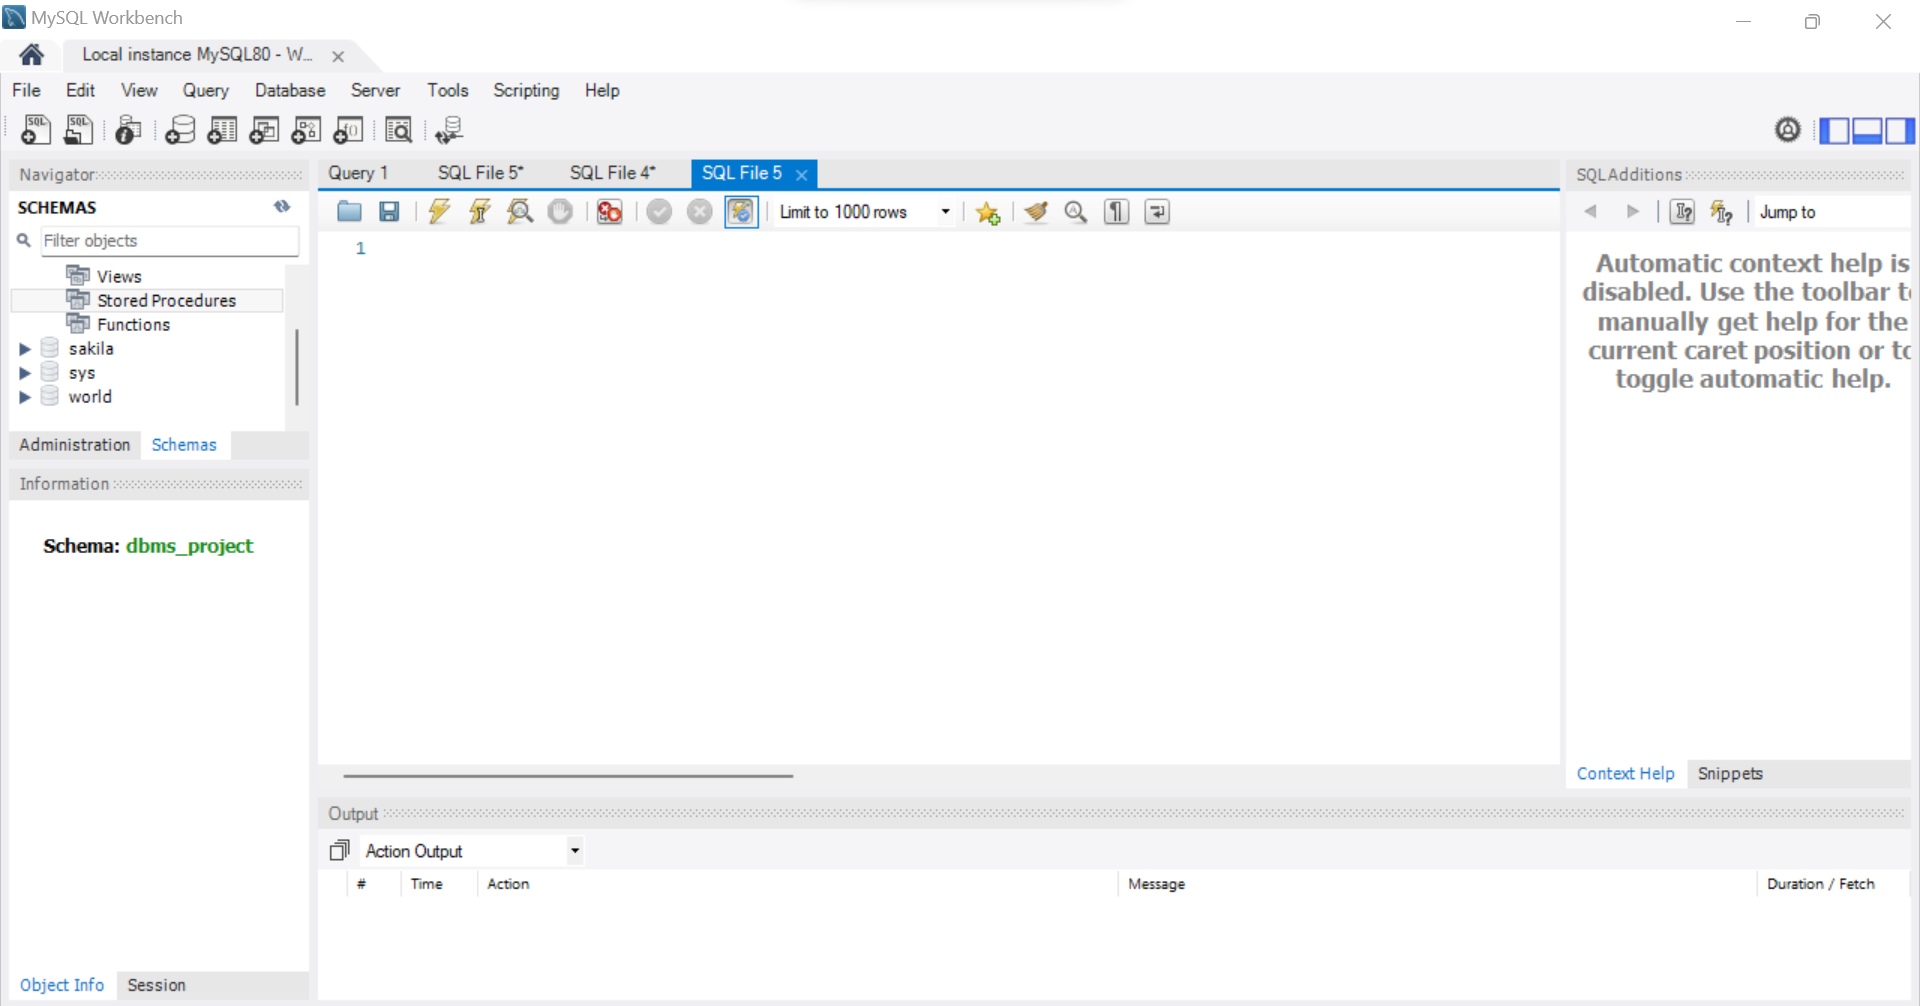 MySQL Workbench
Local instance MySQL80 - W...
File Edit View Query Database Server Tools Scripting Help
Navigator
SCHEMAS
Filter objects
Views
Stored Procedures
Functions
sakila
sys
world
Administration Schemas
Information
Schema: dbms_project
Object Info Session
Query 1 SQL File 5* SQL File 4* SQL File 5
Limit to 1000 rows
1
Output
Action Output
# Time Action Message Duration / Fetch
SQLAdditions
Jump to
Automatic context help is
disabled. Use the toolbar
manually get help for the
current caret position or
toggle automatic help.
Context Help Snippets